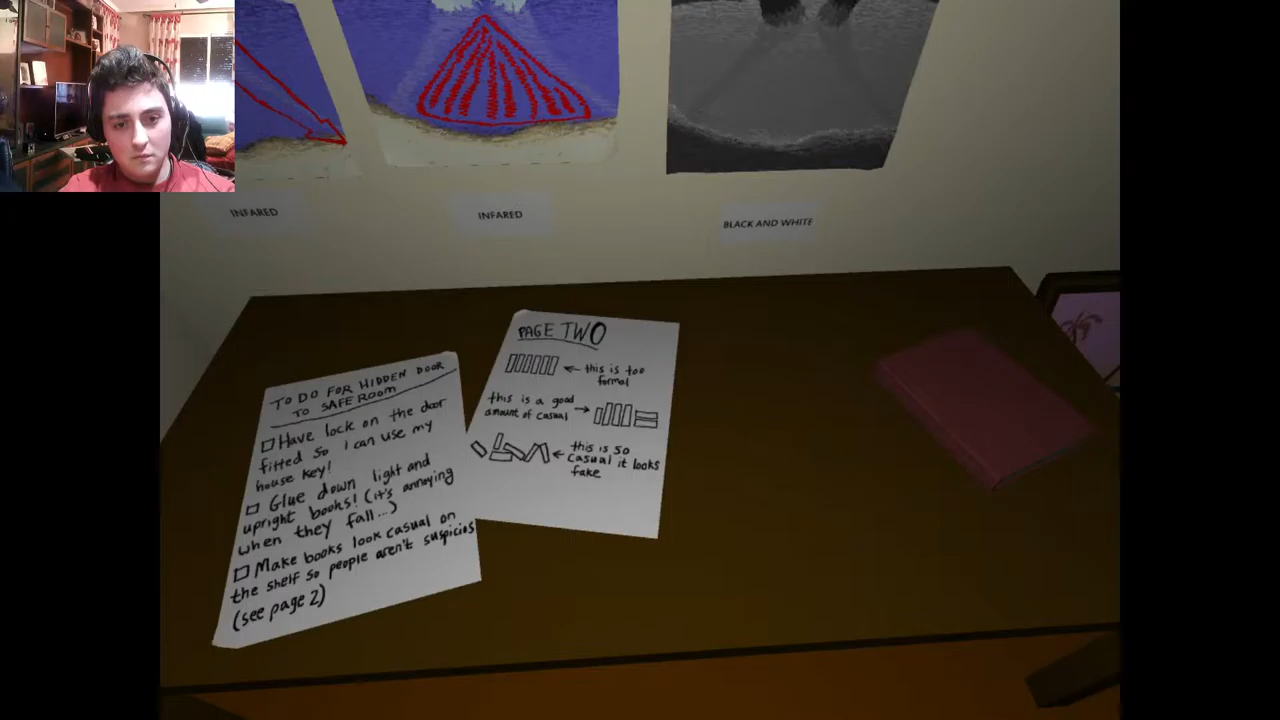 INFARED
INFARED
BLACK AND WHITE
TO DO FOR HIDDEN DOOR
TO SAFE ROOM
Have lock on the door
fitted so I can use my
house key!
Glue down light and
upright books! (it's annoying
when they fall...)
Make books look casual on
the shelf so people aren't suspicios
(see page 2)
PAGE TWO
this is too
formal
this is a good
amount of casual
this is so
casual it looks
fake